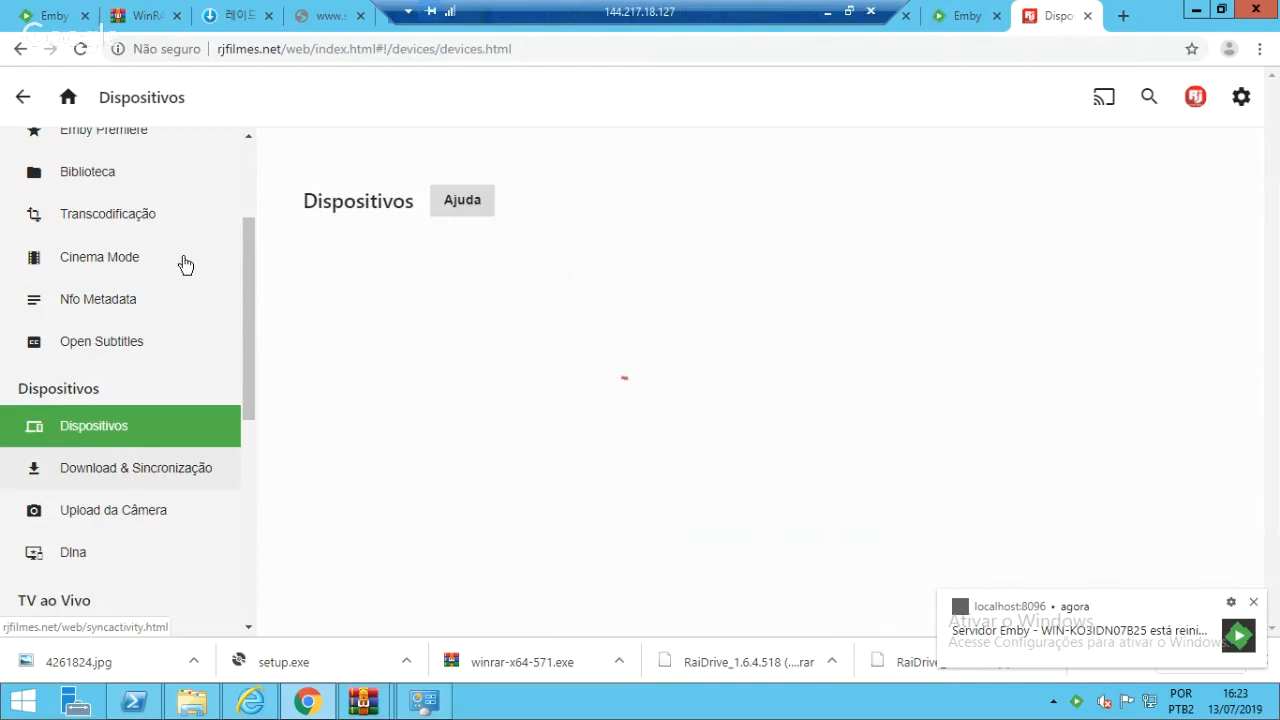 Emby
WinRA
레이드
www.s
144.217.18.127
Emby
Dispo
Não seguro
rjfilmes.net/web/index.html#!/devices/devices.html
Dispositivos
Rj
Emby Premiere
Biblioteca
Transcodificação
Cinema Mode
Nfo Metadata
Open Subtitles
Dispositivos
Dispositivos
Download & Sincronização
Upload da Câmera
Dlna
TV ao Vivo
rjfilmes.net/web/syncactivity.html
Dispositivos
Ajuda
localhost:8096 • agora
Ativar o Windows
Servidor Emby - WIN-KO3IDN07B25 está reini...
Acesse Configurações para ativar o Windows.
4261824.jpg
setup.exe
winrar-x64-571.exe
RaiDrive_1.6.4.518 (....rar
RaiDrive_
POR
PTB2
16:23
13/07/2019